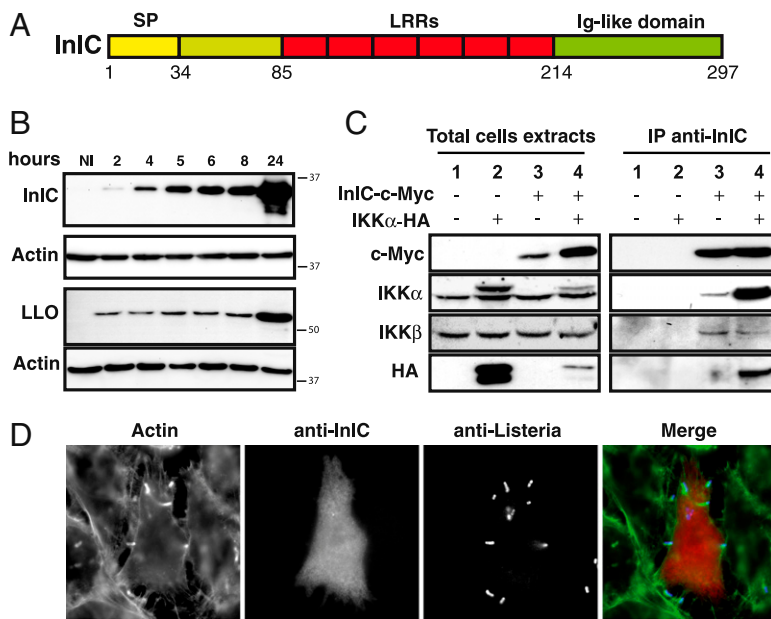 A
SP LRRs Ig-like domain
InlC
1 34 85 214 297
B
hours NI 2 4 5 6 8 24
InlC 37
Actin 37
LLO 50
Actin 37
C
Total cells extracts IP anti-InlC
1 2 3 4 1 2 3 4
InlC-c-Myc - - + + - - + +
IKKα-HA - + - + - + - +
c-Myc
IKKα
IKKβ
HA
D
Actin anti-InlC anti-Listeria Merge